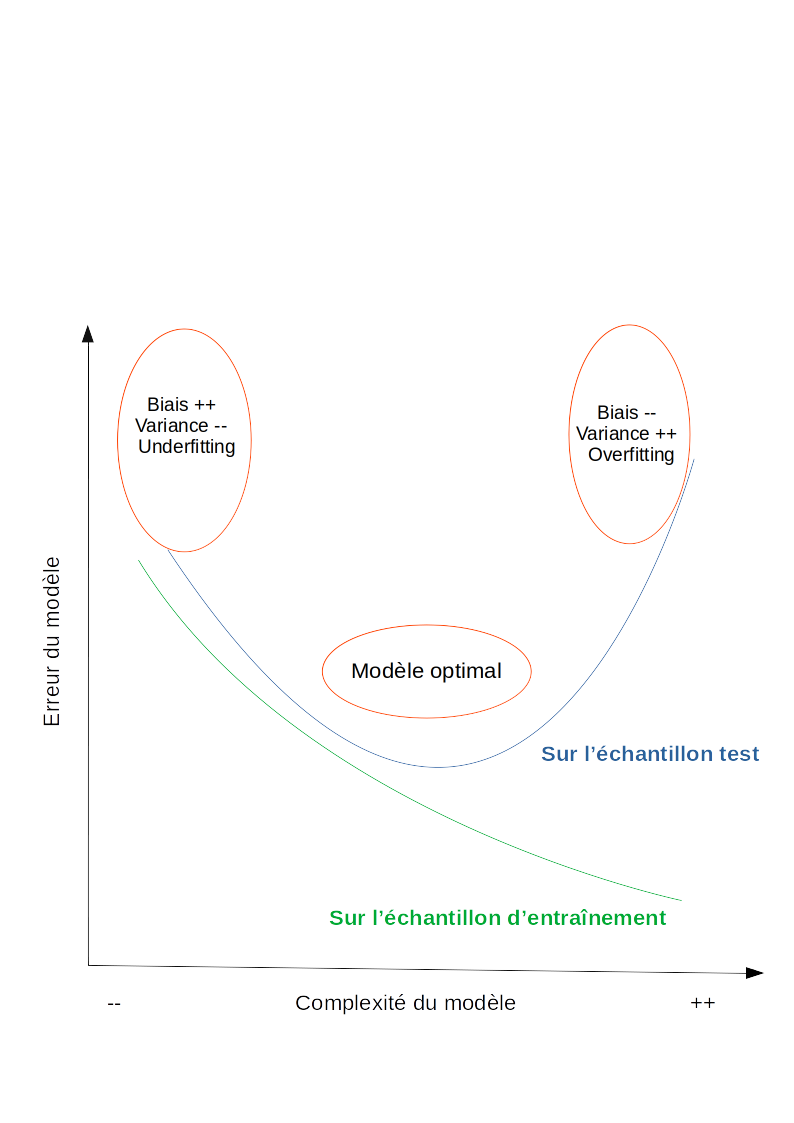 Biais ++
Variance --
Underfitting
Biais --
Variance ++
Overfitting
Erreur du modèle
Modèle optimal
Sur l’échantillon test
Sur l’échantillon d’entraînement
--
Complexité du modèle
++